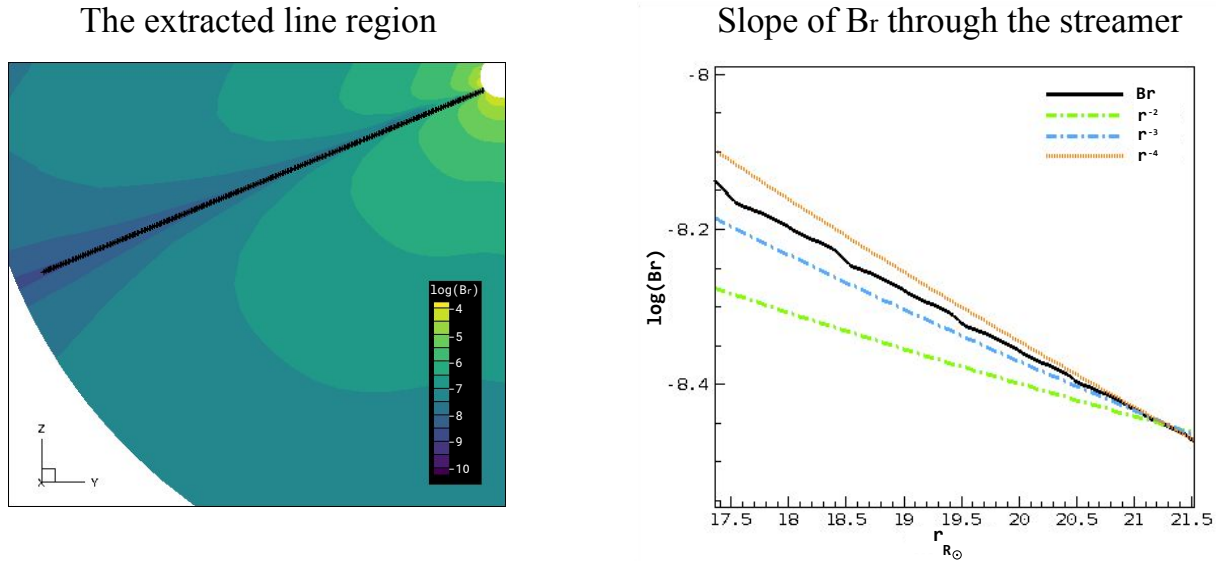 The extracted line region
Slope of Br through the streamer
log(Br)
-4
-5
-6
-7
-8
-9
-10
Z
X
Y
-8
-8.2
-8.4
log(Br)
Br
r-2
r-3
r-4
17.5 18 18.5 19 19.5 20 20.5 21 21.5
r
R⊙